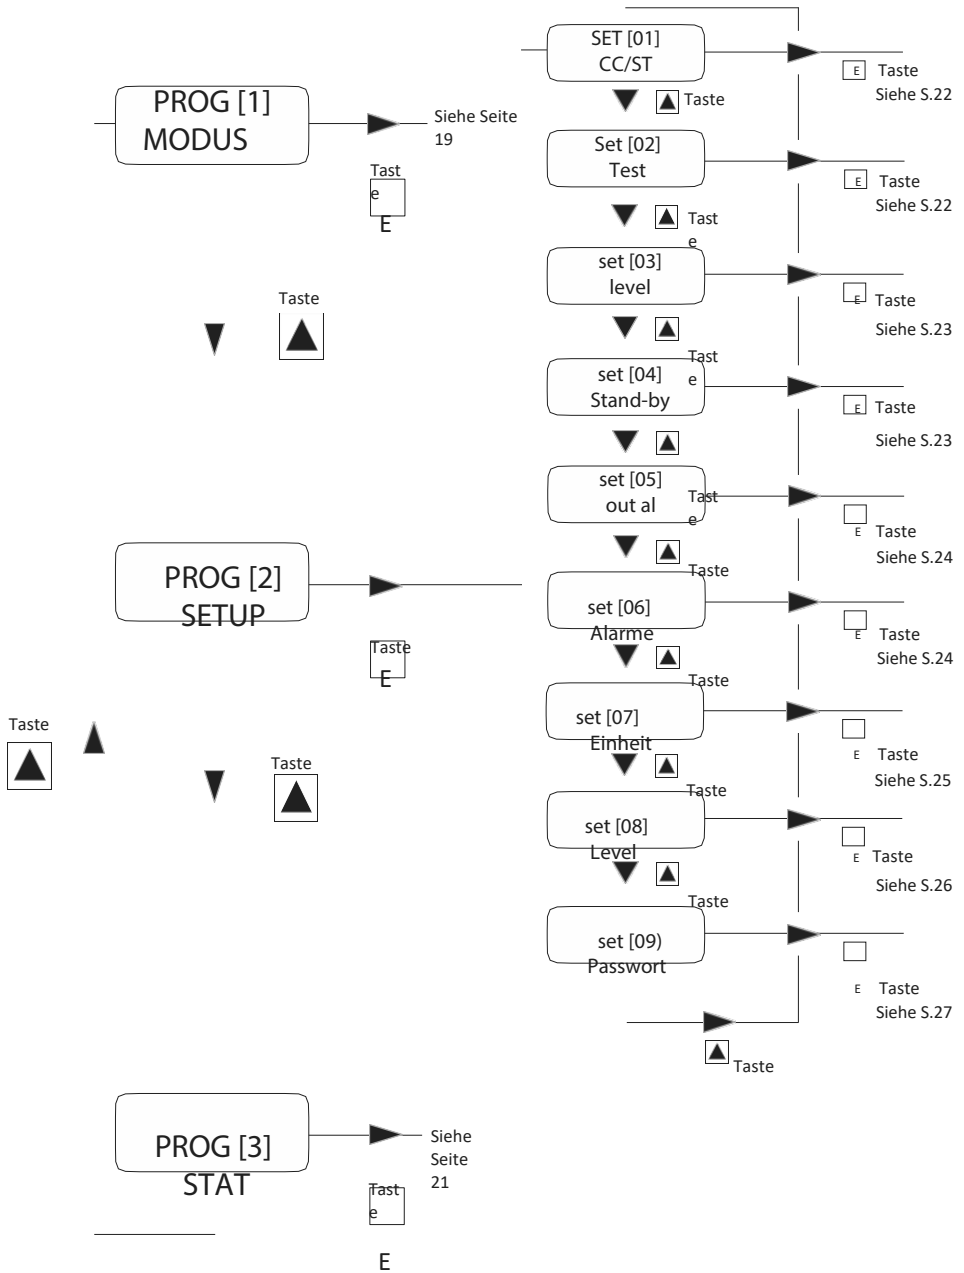 PROG [1]
MODUS
Siehe Seite
19
Tast
e
E
Taste
PROG [2]
SETUP
Taste
E
Taste
Taste
PROG [3]
STAT
Siehe
Seite
21
Tast
e
E
SET [01]
CC/ST
E Taste
Siehe S.22
Taste
Set [02]
Test
E Taste
Siehe S.22
Tast
e
set [03]
level
E Taste
Siehe S.23
Tast
e
set [04]
Stand-by
E Taste
Siehe S.23
set [05]
out al
Tast
e
E Taste
Siehe S.24
Taste
set [06]
Alarme
E Taste
Siehe S.24
Taste
set [07]
Einheit
E Taste
Siehe S.25
Taste
set [08]
Level
E Taste
Siehe S.26
Taste
set [09)
Passwort
E Taste
Siehe S.27
Taste